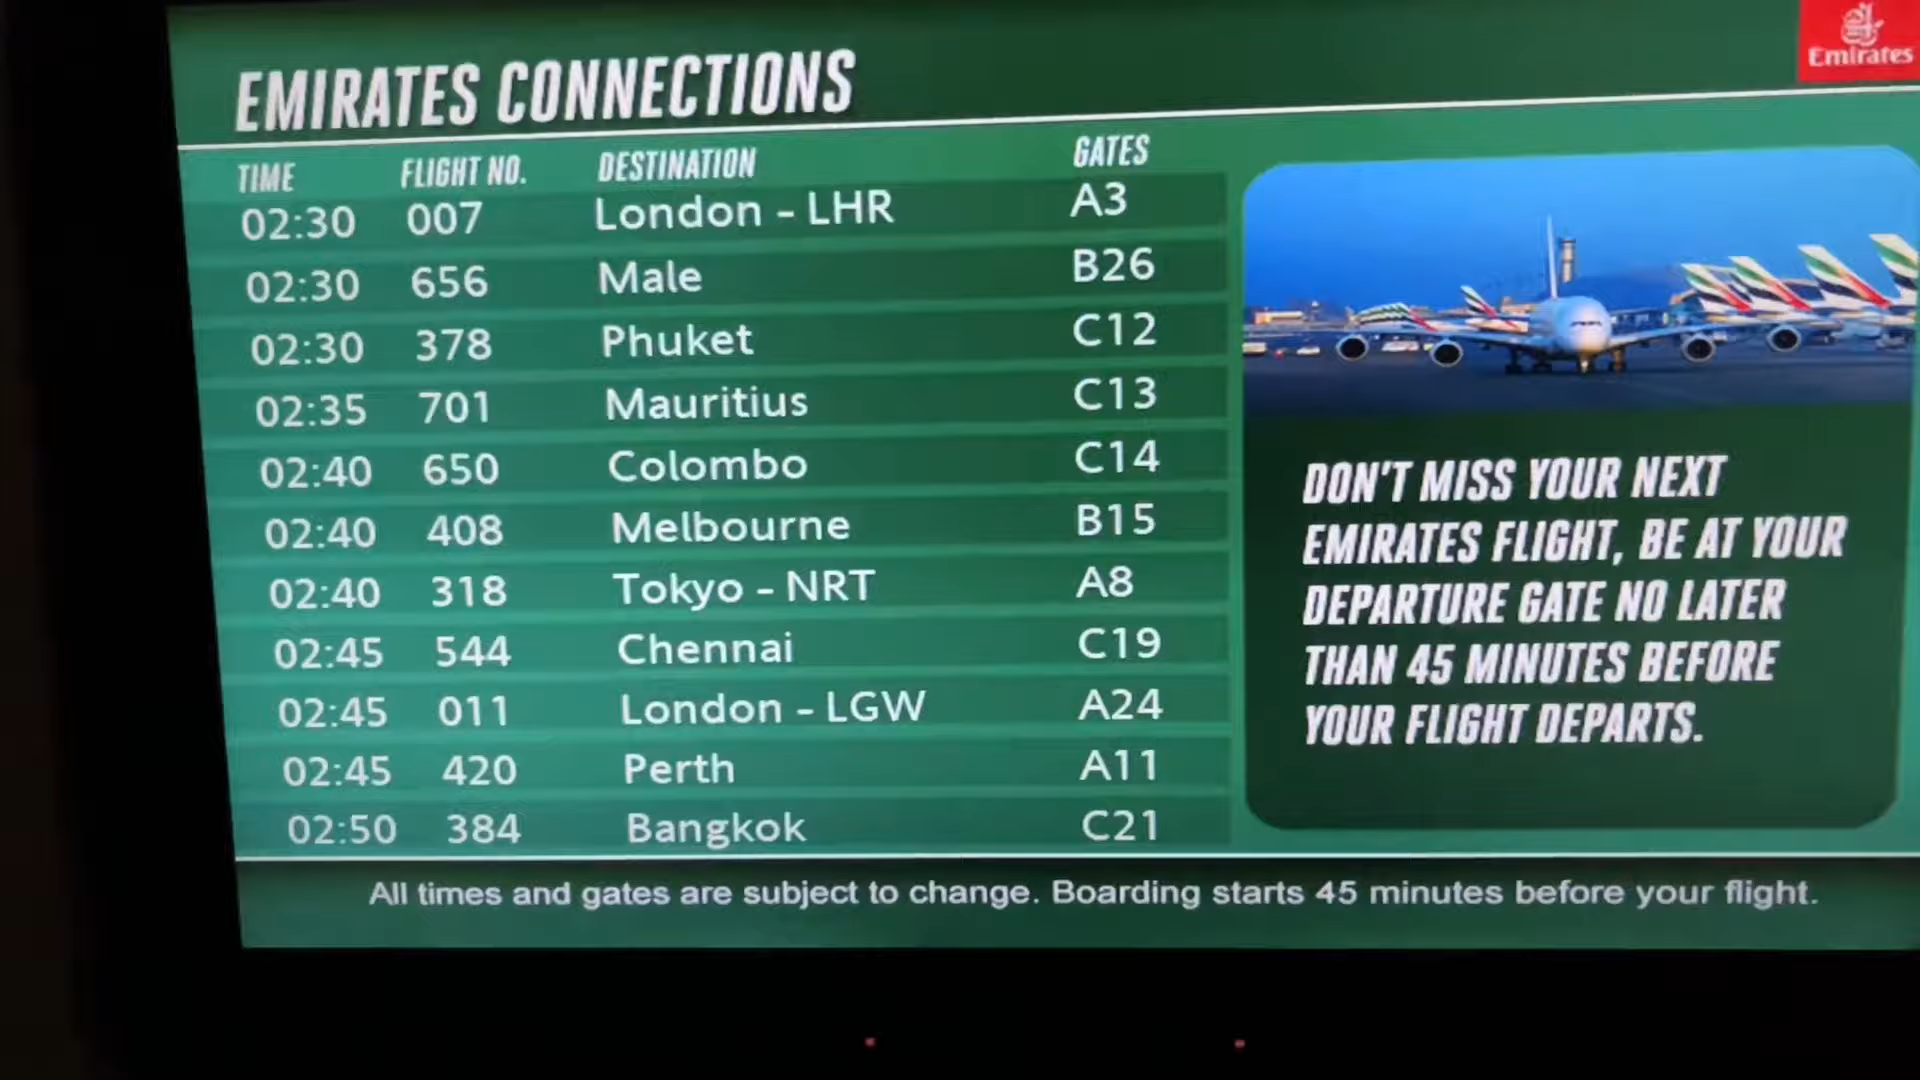 Emirates
EMIRATES CONNECTIONS
TIME FLIGHT NO. DESTINATION GATES
02:30 007 London - LHR A3
02:30 656 Male B26
02:30 378 Phuket C12
02:35 701 Mauritius C13
02:40 650 Colombo C14
02:40 408 Melbourne B15
02:40 318 Tokyo - NRT A8
02:45 544 Chennai C19
02:45 011 London - LGW A24
02:45 420 Perth A11
02:50 384 Bangkok C21
DON'T MISS YOUR NEXT
EMIRATES FLIGHT, BE AT YOUR
DEPARTURE GATE NO LATER
THAN 45 MINUTES BEFORE
YOUR FLIGHT DEPARTS.
All times and gates are subject to change. Boarding starts 45 minutes before your flight.